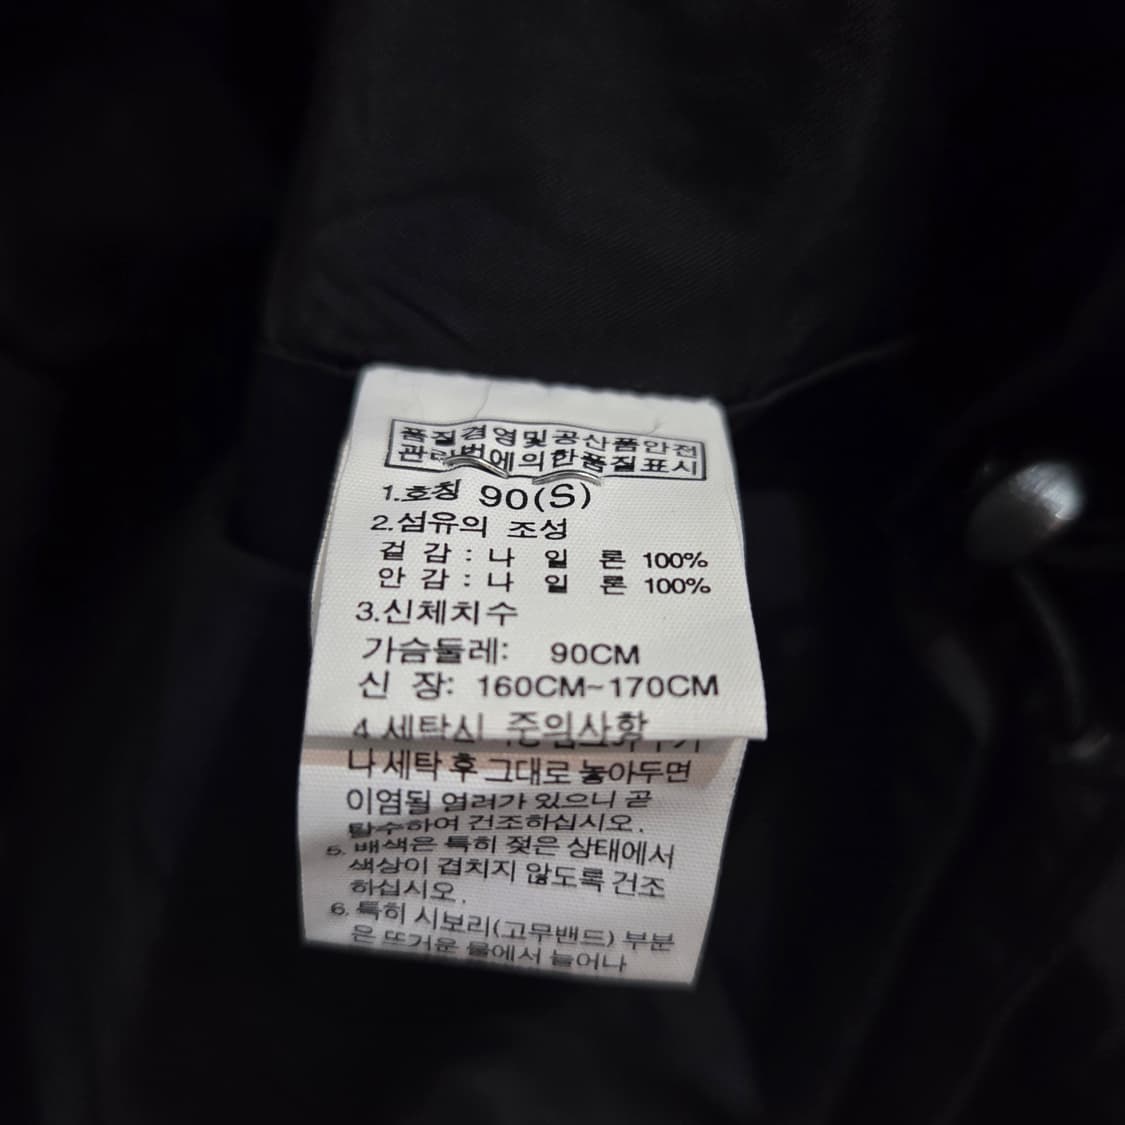 품질경영및공산품안전
관리법에의한품질표시
1.호칭 90(S)
2.섬유의 조성
겉 감 : 나 일 론 100%
안 감 : 나 일 론 100%
3.신체치수
가슴둘레: 90CM
신 장: 160CM~170CM
4.세탁시 주의사항
나 세탁 후 그대로 놓아두면
이염될 염려가 있으니 곧
탈수하여 건조하십시오.
5. 배색은 특히 젖은 상태에서
색상이 겹치지 않도록 건조
하십시오.
6. 특히 시보리(고무밴드) 부분
은 뜨거운 물에서 늘어나